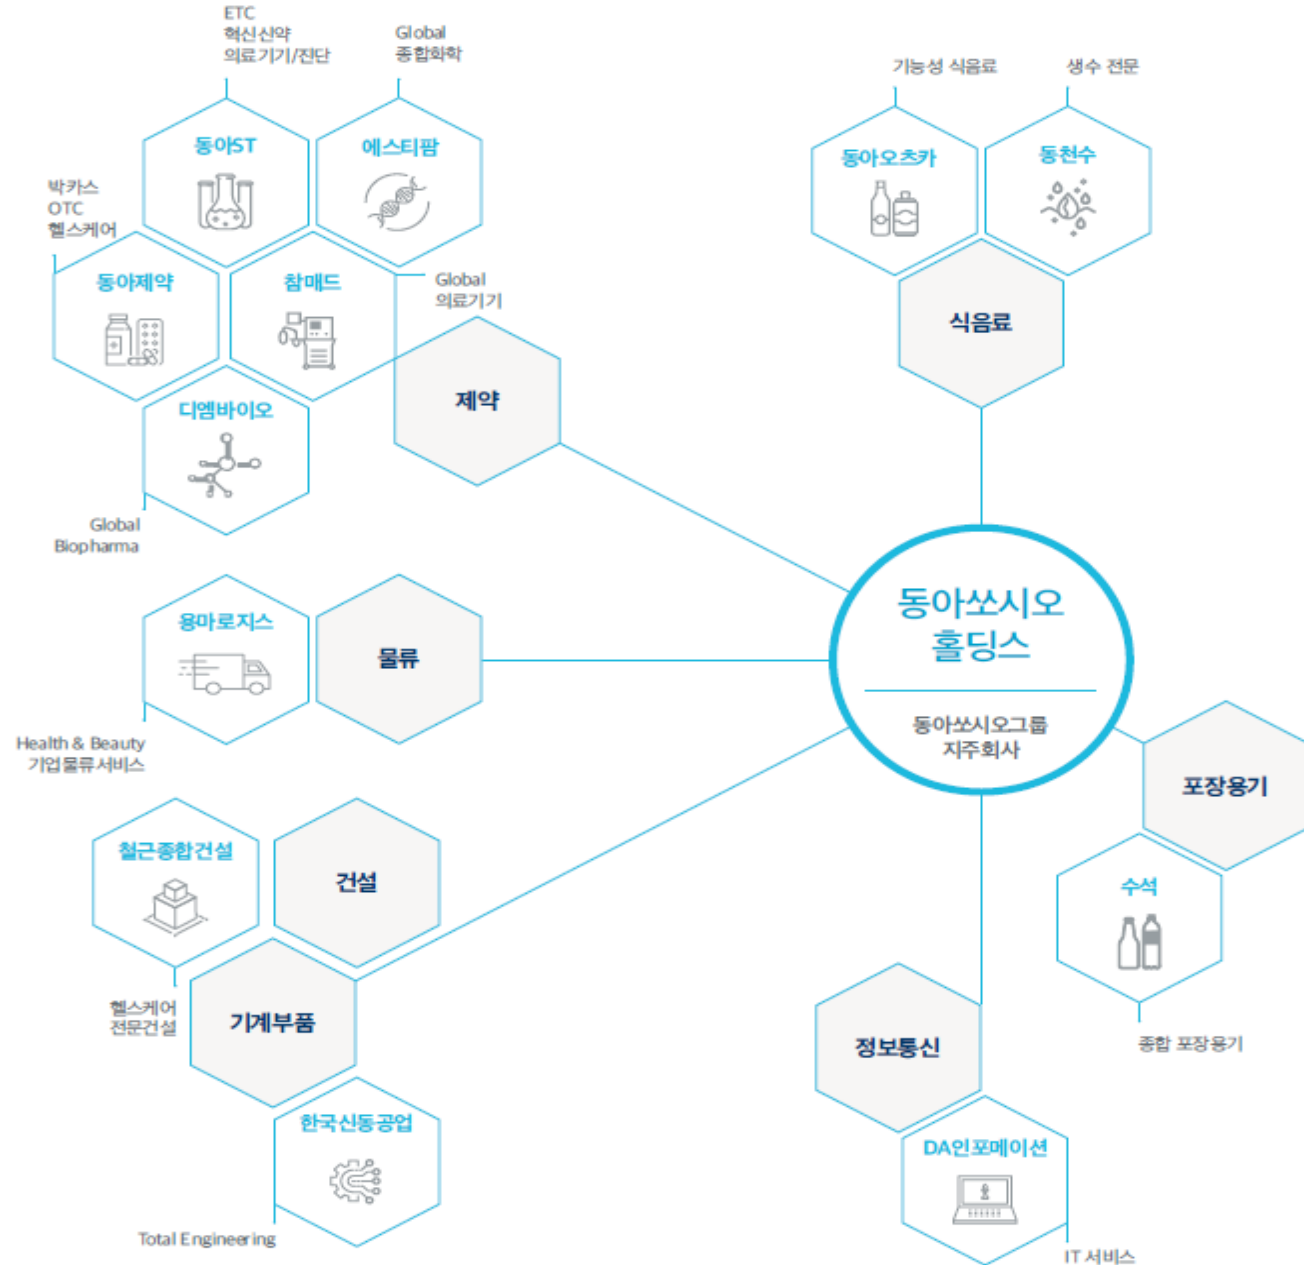 ETC
혁신신약
의료기기/진단
Global
종합화학
동아ST
에스티팜
박카스
OTC
헬스케어
동아제약
참메드
Global
의료기기
제약
디엠바이오
Global
Biopharma
기능성 식음료
생수 전문
동아오츠카
동천수
식음료
용마로지스
물류
Health & Beauty
기업물류서비스
동아쏘시오
홀딩스
동아쏘시오그룹
지주회사
포장용기
수석
종합 포장용기
철근종합건설
건설
헬스케어
전문건설
기계부품
한국신동공업
Total Engineering
정보통신
DA인포메이션
IT 서비스